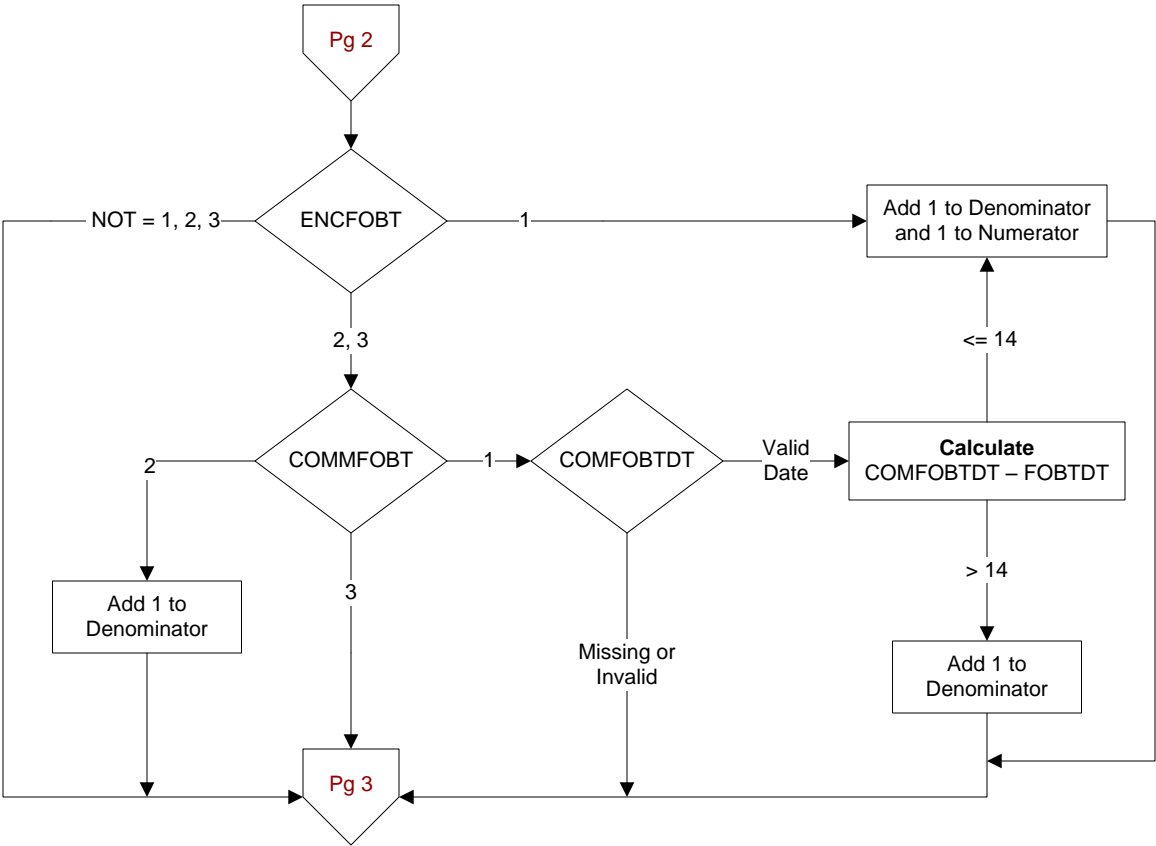 Pg 2
NOT = 1, 2, 3
ENCFOBT
1
Add 1 to Denominator
and 1 to Numerator
2, 3
<= 14
2
COMMFOBT
1
COMFOBTDT
Valid
Date
Calculate
COMFOBTDT – FOBTDT
3
> 14
Add 1 to
Denominator
Missing or
Invalid
Add 1 to
Denominator
Pg 3